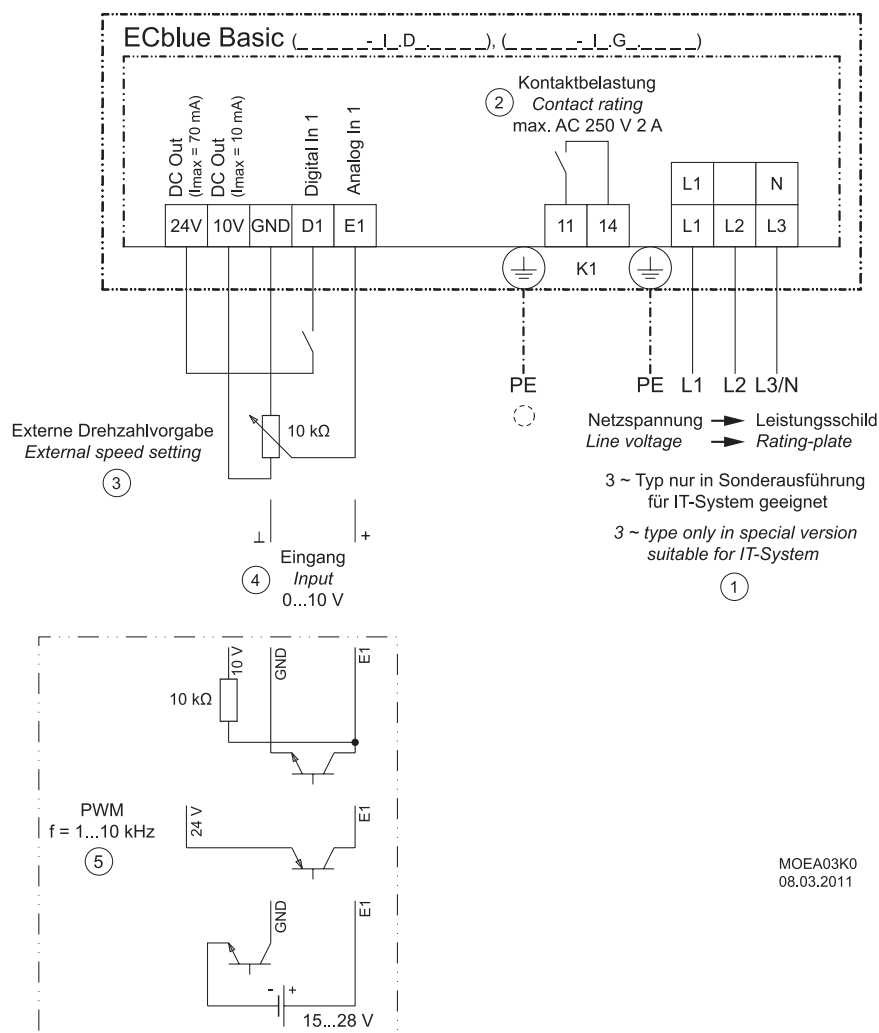 ECblue Basic (_ _ _ _ _-_I_.D_._ _ _ _), (_ _ _ _ _-_I_.G_._ _ _ _)
Kontaktbelastung
2
Contact rating
max. AC 250 V 2 A
DC Out
(Imax = 70 mA)
DC Out
(Imax = 10 mA)
Digital In 1
Analog In 1
L1 N
24V 10V GND D1 E1 11 14 L1 L2 L3
K1
PE PE L1 L2 L3/N
Netzspannung Leistungsschild
Line voltage Rating-plate
Externe Drehzahlvorgabe
External speed setting
3
10 kΩ
3 ~ Typ nur in Sonderausführung
für IT-System geeignet
3 ~ type only in special version
suitable for IT-System
1
⊥ +
Eingang
4
Input
0...10 V
10 V
GND
E1
10 kΩ
PWM
f = 1...10 kHz
5
24 V
E1
GND
E1
- +
15...28 V
MOEA03K0
08.03.2011